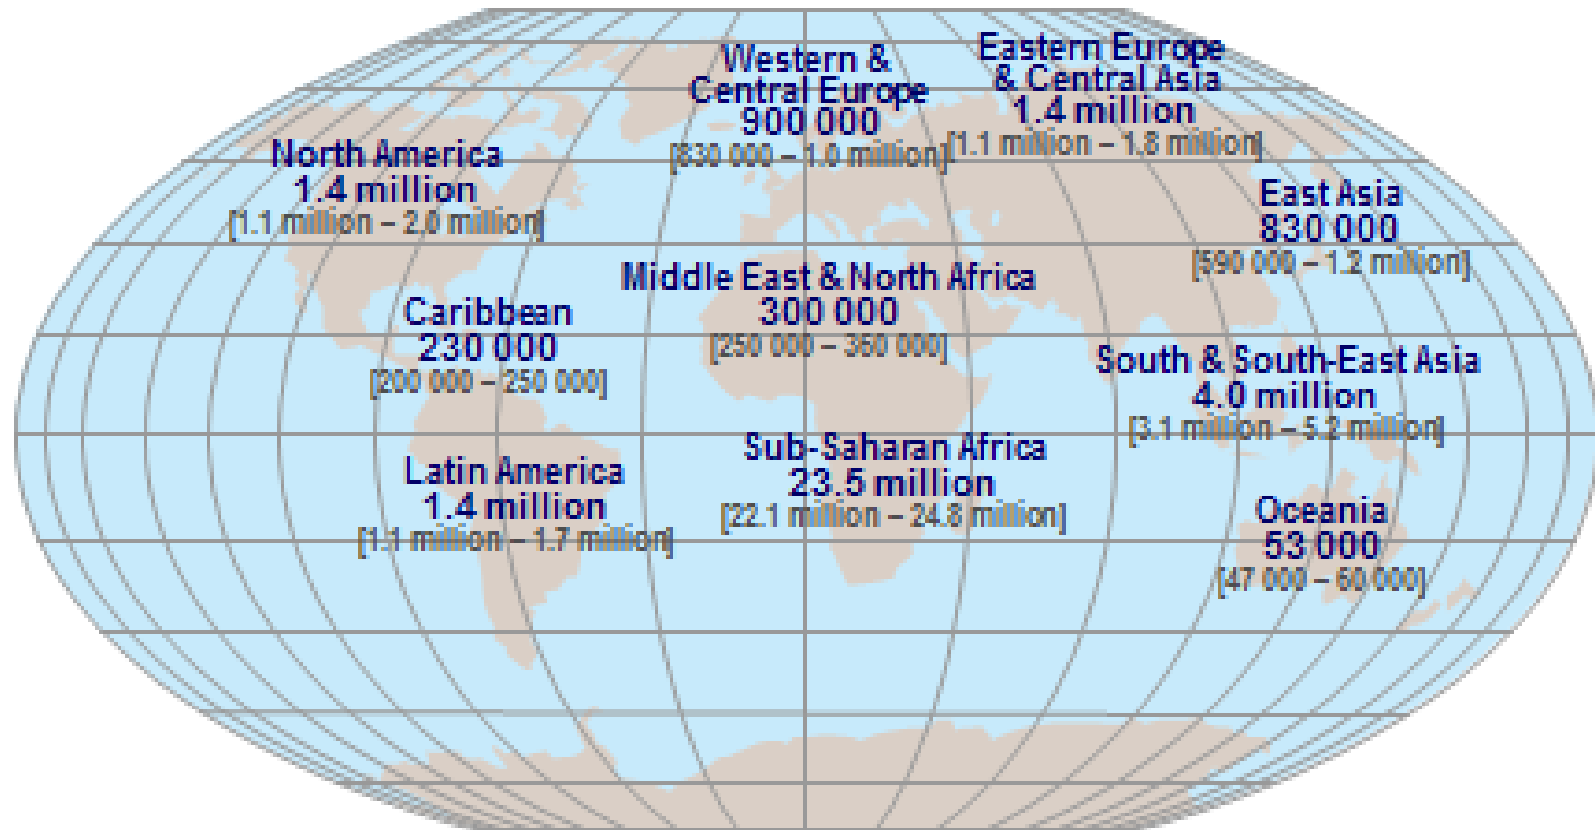 Western &
Central Europe
900 000
[830 000 – 1.0 million]
Eastern Europe
& Central Asia
1.4 million
[1.1 million – 1.8 million]
North America
1.4 million
[1.1 million – 2.0 million]
East Asia
830 000
[590 000 – 1.2 million]
Middle East & North Africa
300 000
[250 000 – 360 000]
Caribbean
230 000
[200 000 – 250 000]
South & South-East Asia
4.0 million
[3.1 million – 5.2 million]
Sub-Saharan Africa
23.5 million
[22.1 million – 24.8 million]
Latin America
1.4 million
[1.1 million – 1.7 million]
Oceania
53 000
[47 000 – 60 000]